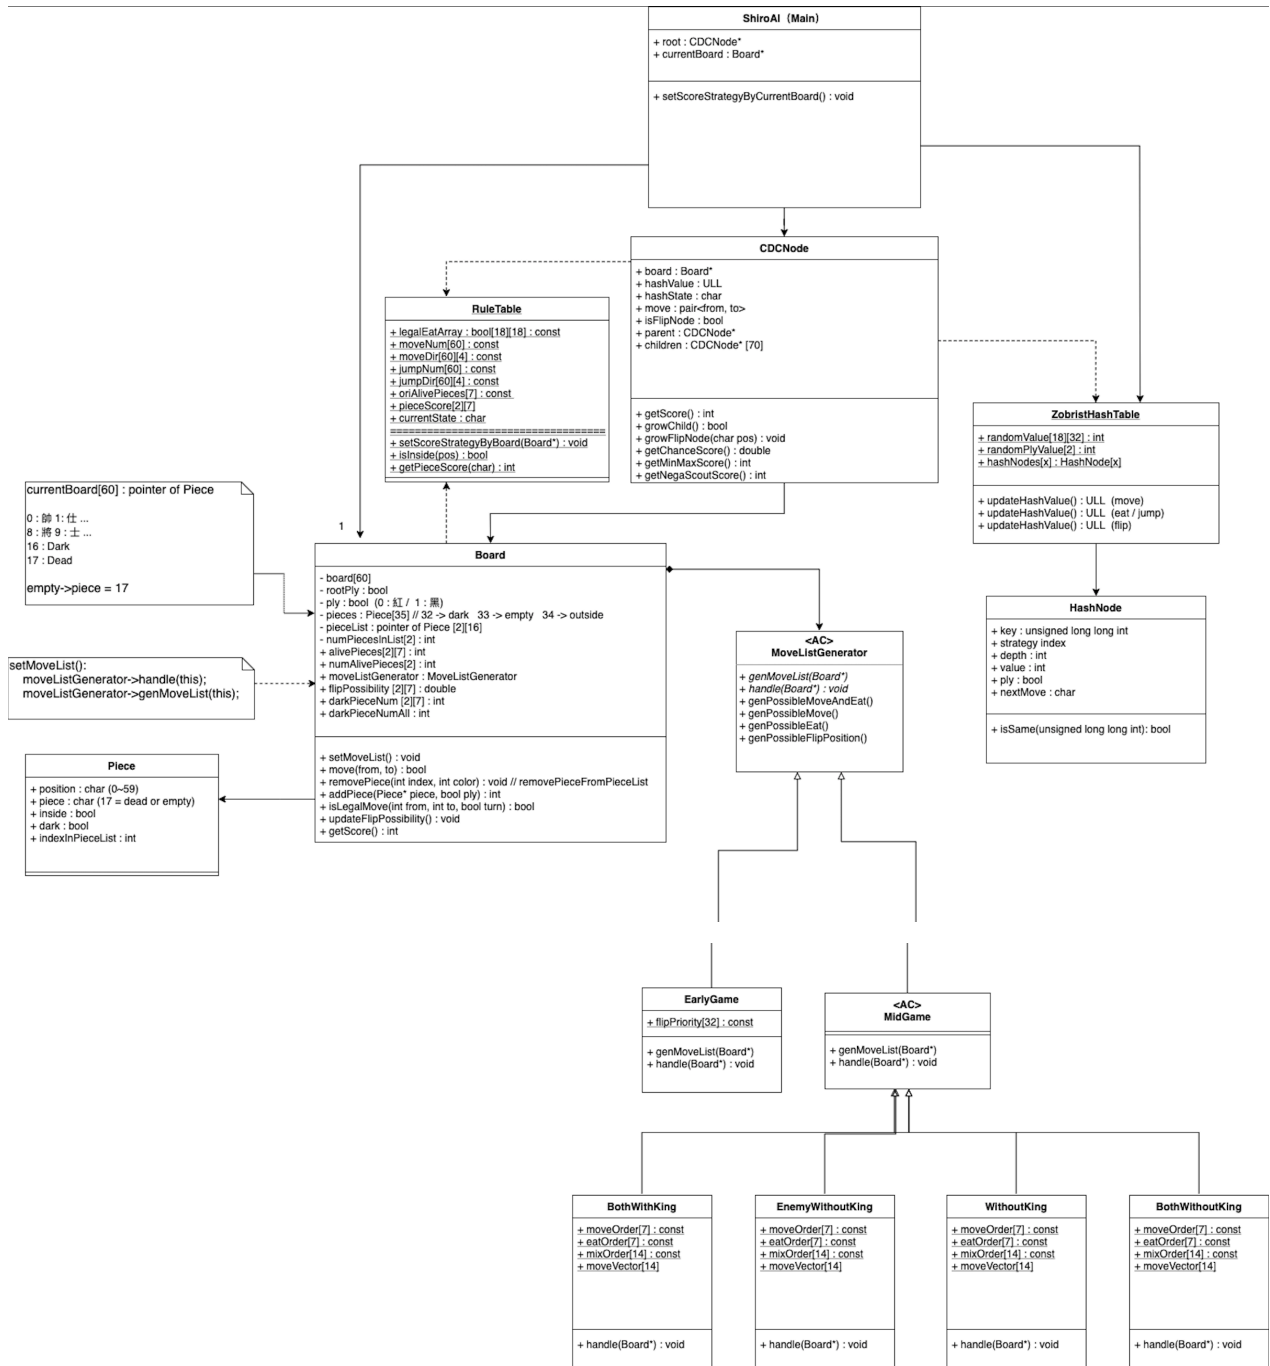 ShiroAI (Main)
+ root : CDCNode*
+ currentBoard : Board*
+ setScoreStrategyByCurrentBoard() : void
CDCNode
+ board : Board*
+ hashValue : ULL
+ hashState : char
+ move : pair<from, to>
+ isFlipNode : bool
+ parent : CDCNode*
+ children : CDCNode* [70]
+ getScore() : int
+ growChild() : bool
+ growFlipNode(char pos) : void
+ getChanceScore() : double
+ getMinMaxScore() : int
+ getNegaScoutScore() : int
RuleTable
+ legalEatArray : bool[18][18] : const
+ moveNum[60] : const
+ moveDir[60][4] : const
+ jumpNum[60] : const
+ jumpDir[60][4] : const
+ oriAlivePieces[7] : const
+ pieceScore[2][7]
+ currentState : char
===================================
+ setScoreStrategyByBoard(Board*) : void
+ isInside(pos) : bool
+ getPieceScore(char) : int
ZobristHashTable
+ randomValue[18][32] : int
+ randomPlyValue[2] : int
+ hashNodes[x] : HashNode[x]
+ updateHashValue() : ULL (move)
+ updateHashValue() : ULL (eat / jump)
+ updateHashValue() : ULL (flip)
currentBoard[60] : pointer of Piece
0 : 帥 1: 仕 ...
8 : 將 9 : 士 ...
16 : Dark
17 : Dead
empty->piece = 17
1
Board
- board[60]
- rootPly : bool
- ply : bool (0 : 紅 / 1 : 黑)
- pieces : Piece[35] // 32 -> dark 33 -> empty 34 -> outside
- pieceList : pointer of Piece [2][16]
- numPiecesInList[2] : int
+ alivePieces[2][7] : int
+ numAlivePieces[2] : int
+ moveListGenerator : MoveListGenerator
+ flipPossibility [2][7] : double
+ darkPieceNum [2][7] : int
+ darkPieceNumAll : int
+ setMoveList() : void
+ move(from, to) : bool
+ removePiece(int index, int color) : void // removePieceFromPieceList
+ addPiece(Piece* piece, bool ply) : int
+ isLegalMove(int from, int to, bool turn) : bool
+ updateFlipPossibility() : void
+ getScore() : int
setMoveList():
moveListGenerator->handle(this);
moveListGenerator->genMoveList(this);
Piece
+ position : char (0~59)
+ piece : char (17 = dead or empty)
+ inside : bool
+ dark : bool
+ indexInPieceList : int
<AC>
MoveListGenerator
+ genMoveList(Board*)
+ handle(Board*) : void
+ genPossibleMoveAndEat()
+ genPossibleMove()
+ genPossibleEat()
+ genPossibleFlipPosition()
HashNode
+ key : unsigned long long int
+ strategy index
+ depth : int
+ value : int
+ ply : bool
+ nextMove : char
+ isSame(unsigned long long int): bool
EarlyGame
+ flipPriority[32] : const
+ genMoveList(Board*)
+ handle(Board*) : void
<AC>
MidGame
+ genMoveList(Board*)
+ handle(Board*) : void
BothWithKing
+ moveOrder[7] : const
+ eatOrder[7] : const
+ mixOrder[14] : const
+ moveVector[14]
+ handle(Board*) : void
EnemyWithoutKing
+ moveOrder[7] : const
+ eatOrder[7] : const
+ mixOrder[14] : const
+ moveVector[14]
+ handle(Board*) : void
WithoutKing
+ moveOrder[7] : const
+ eatOrder[7] : const
+ mixOrder[14] : const
+ moveVector[14]
+ handle(Board*) : void
BothWithoutKing
+ moveOrder[7] : const
+ eatOrder[7] : const
+ mixOrder[14] : const
+ moveVector[14]
+ handle(Board*) : void